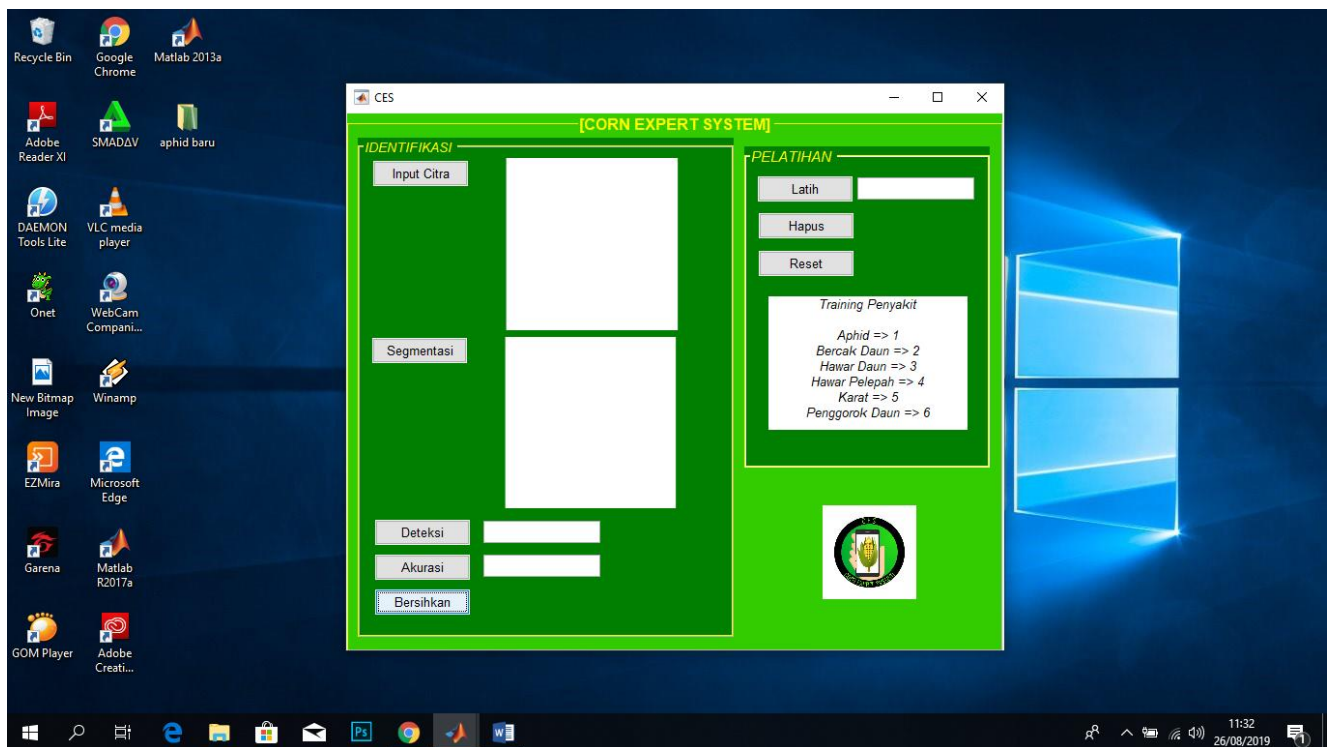 Recycle Bin
Google
Chrome
Matlab 2013a
Adobe
Reader XI
SMADΔV
aphid baru
DAEMON
Tools Lite
VLC media
player
Onet
WebCam
Compani...
New Bitmap
Image
Winamp
EZMira
Microsoft
Edge
Garena
Matlab
R2017a
GOM Player
Adobe
Creati...
CES
[CORN EXPERT SYSTEM]
IDENTIFIKASI
Input Citra
Segmentasi
Deteksi
Akurasi
Bersihkan
PELATIHAN
Latih
Hapus
Reset
Training Penyakit
Aphid => 1
Bercak Daun => 2
Hawar Daun => 3
Hawar Pelepah => 4
Karat => 5
Penggorok Daun => 6
Ps
W
11:32
26/08/2019
1